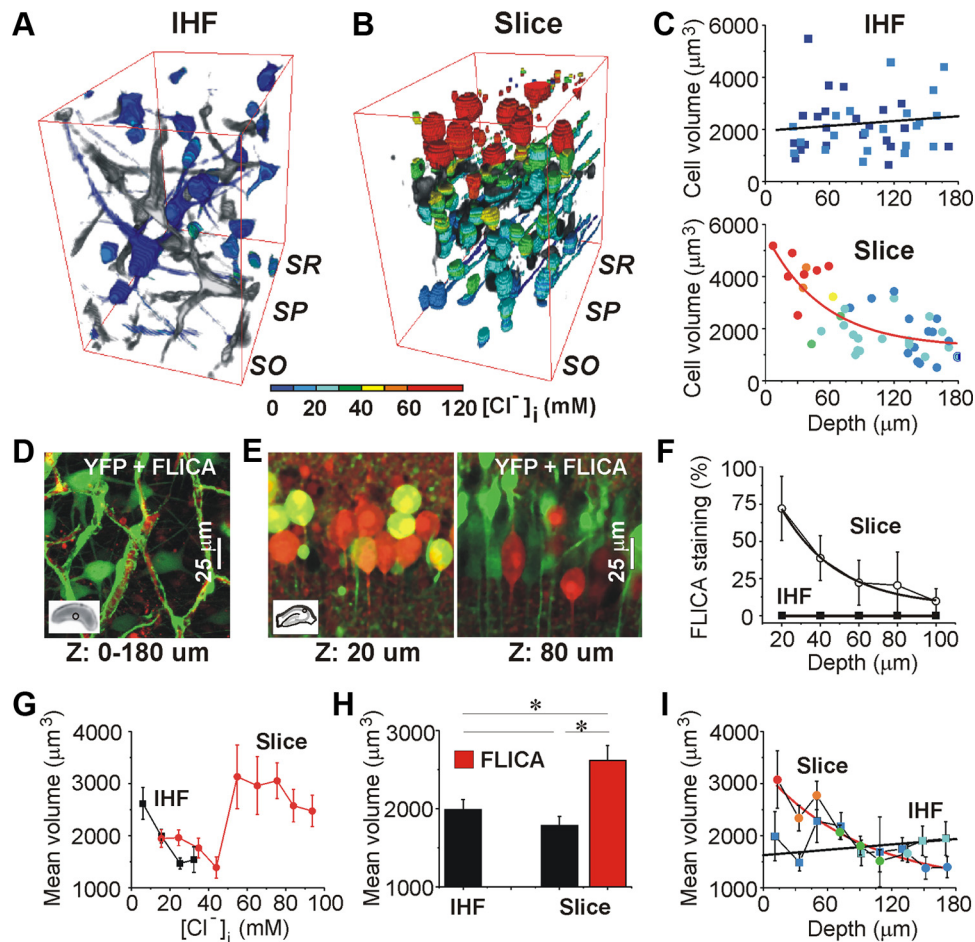 A IHF
B Slice
SR
SP
SO
SR
SP
SO
0 20 40 60 120 [Cl⁻]i (mM)
C IHF
Cell volume (μm³)
6000
4000
2000
0
0 60 120 180
Slice
Cell volume (μm³)
6000
4000
2000
0
0 60 120 180
Depth (μm)
D YFP + FLICA
25 μm
Z: 0-180 um
E YFP + FLICA
25 μm
Z: 20 um
Z: 80 um
F
FLICA staining (%)
100
75
50
25
0
Slice
IHF
20 40 60 80 100
Depth (μm)
G
Mean volume (μm³)
4000
3000
2000
1000
IHF
Slice
0 20 40 60 80 100
[Cl⁻]i (mM)
H
Mean volume (μm³)
3000
2000
1000
*
*
FLICA
IHF Slice
I
Mean volume (μm³)
4000
3000
2000
1000
Slice
IHF
0 60 120 180
Depth (μm)